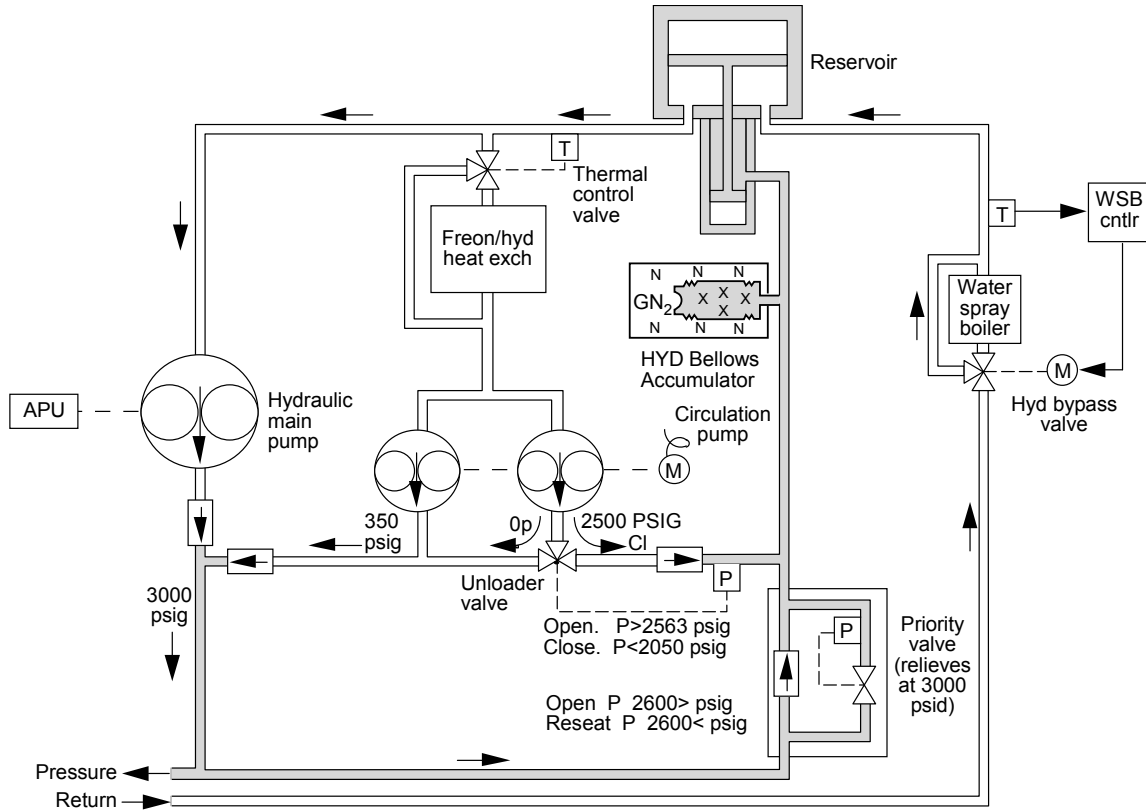 Reservoir
T
Thermal
control
valve
Freon/hyd
heat exch
T
WSB
cntlr
N N N
GN2
X X X X
N N N
HYD Bellows
Accumulator
Water
spray
boiler
M
Hyd bypass
valve
APU
Hydraulic
main
pump
Circulation
pump
M
350
psig
0p
2500 PSIG
CI
Unloader
valve
P
3000
psig
Open. P>2563 psig
Close. P<2050 psig
P
Priority
valve
(relieves
at 3000
psid)
Open P 2600> psig
Reseat P 2600< psig
Pressure
Return